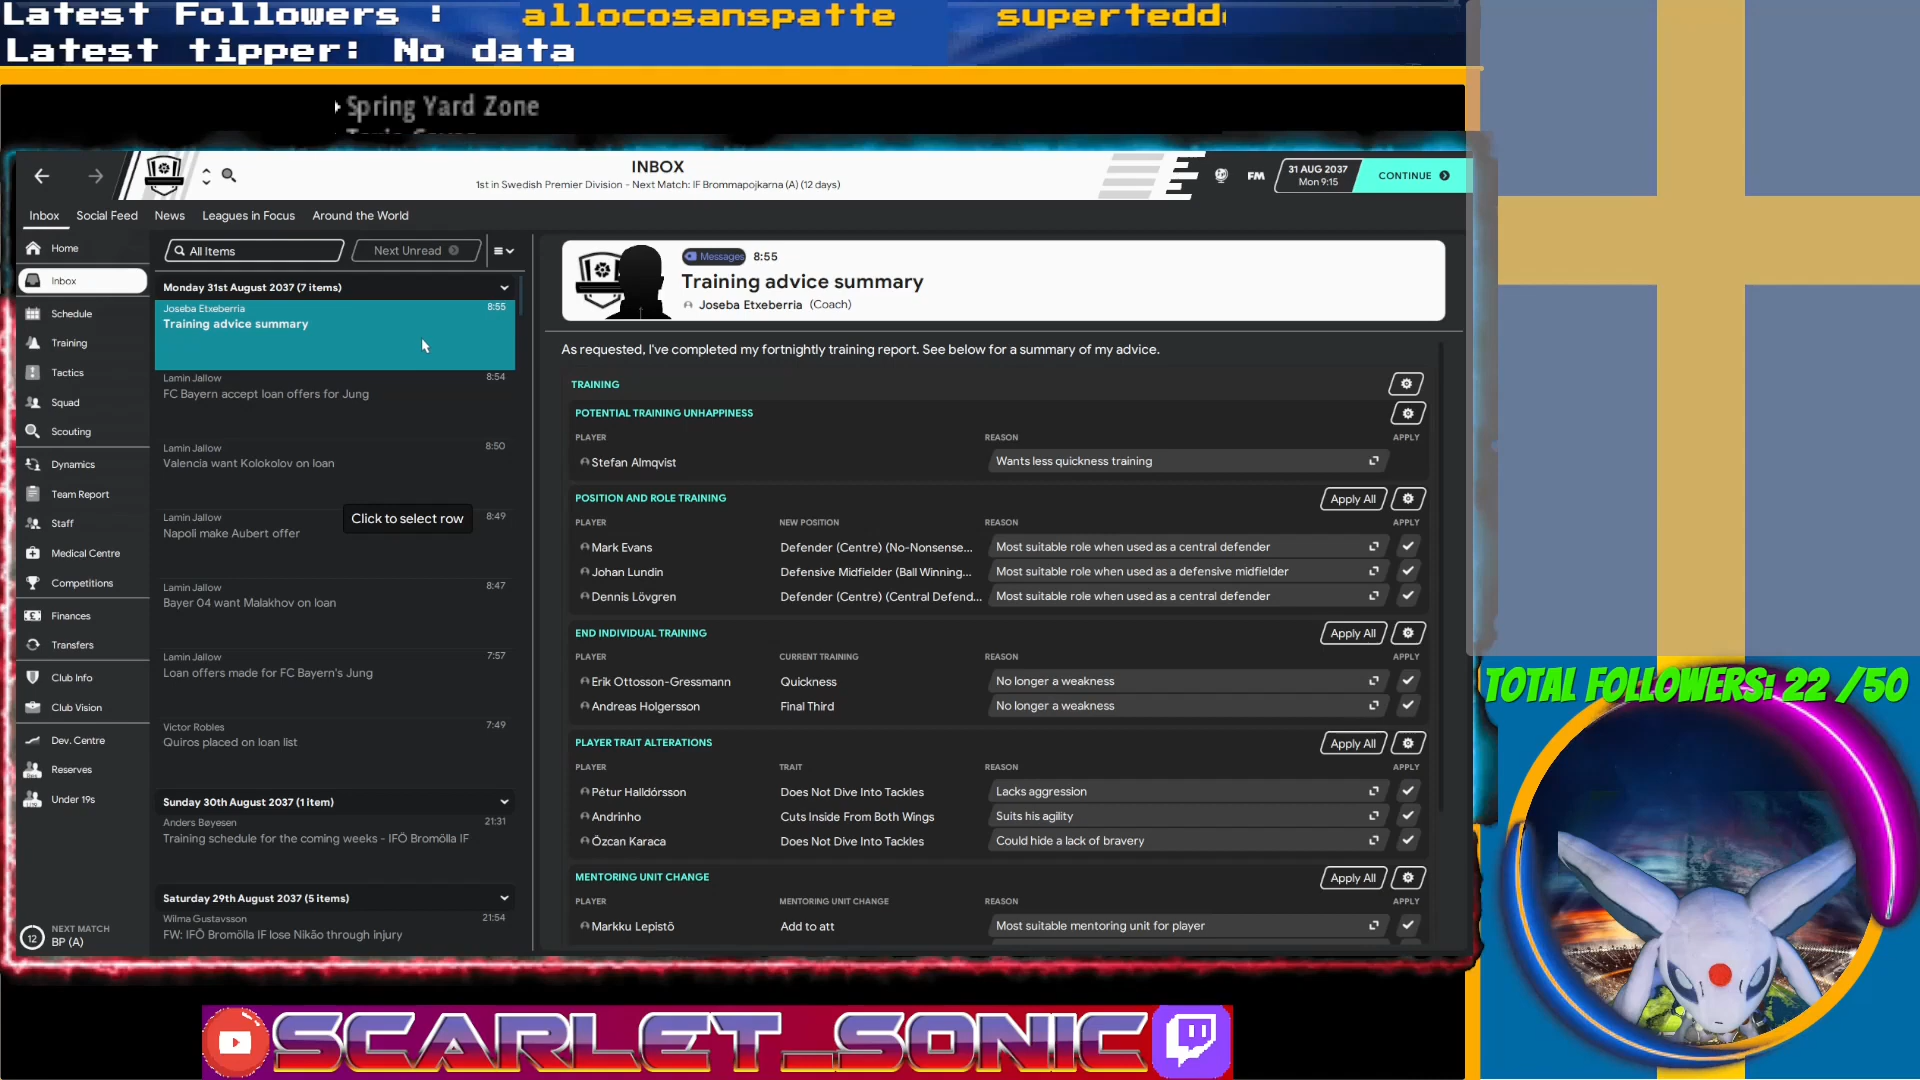 Latest Followers : allocosanspatte supertedd
Latest tipper: No data
Spring Yard Zone
INBOX
1st in Swedish Premier Division - Next Match: IF Brommapojkarna (A) (12 days)
FM
31 AUG 2037
Mon 9:15
CONTINUE
Inbox Social Feed News Leagues in Focus Around the World
Home
Inbox
Schedule
Training
Tactics
Squad
Scouting
Dynamics
Team Report
Staff
Medical Centre
Competitions
Finances
Transfers
Club Info
Club Vision
Dev. Centre
Reserves
Under 19s
12
NEXT MATCH
BP (A)
All Items
Next Unread
Monday 31st August 2037 (7 items)
Joseba Etxeberria 8:55
Training advice summary
Lamin Jallow 8:54
FC Bayern accept loan offers for Jung
Lamin Jallow 8:50
Valencia want Kolokolov on loan
Lamin Jallow 8:49
Napoli make Aubert offer
Click to select row
Lamin Jallow 8:47
Bayer 04 want Malakhov on loan
Lamin Jallow 7:57
Loan offers made for FC Bayern's Jung
Victor Robles 7:49
Quiros placed on loan list
Sunday 30th August 2037 (1 item)
Anders Bøyesen 21:31
Training schedule for the coming weeks - IFÖ Bromölla IF
Saturday 29th August 2037 (5 items)
Wilma Gustavsson 21:54
FW: IFÖ Bromölla IF lose Nikão through injury
Messages 8:55
Training advice summary
Joseba Etxeberria (Coach)
As requested, I've completed my fortnightly training report. See below for a summary of my advice.
TRAINING
POTENTIAL TRAINING UNHAPPINESS
PLAYER REASON APPLY
Stefan Almqvist Wants less quickness training
POSITION AND ROLE TRAINING Apply All
PLAYER NEW POSITION REASON APPLY
Mark Evans Defender (Centre) (No-Nonsense... Most suitable role when used as a central defender
Johan Lundin Defensive Midfielder (Ball Winning... Most suitable role when used as a defensive midfielder
Dennis Lövgren Defender (Centre) (Central Defend... Most suitable role when used as a central defender
END INDIVIDUAL TRAINING Apply All
PLAYER CURRENT TRAINING REASON APPLY
Erik Ottosson-Gressmann Quickness No longer a weakness
Andreas Holgersson Final Third No longer a weakness
PLAYER TRAIT ALTERATIONS Apply All
PLAYER TRAIT REASON APPLY
Pétur Halldórsson Does Not Dive Into Tackles Lacks aggression
Andrinho Cuts Inside From Both Wings Suits his agility
Özcan Karaca Does Not Dive Into Tackles Could hide a lack of bravery
MENTORING UNIT CHANGE Apply All
PLAYER MENTORING UNIT CHANGE REASON APPLY
Markku Lepistö Add to att Most suitable mentoring unit for player
TOTAL FOLLOWERS: 22 /50
SCARLET_SONIC